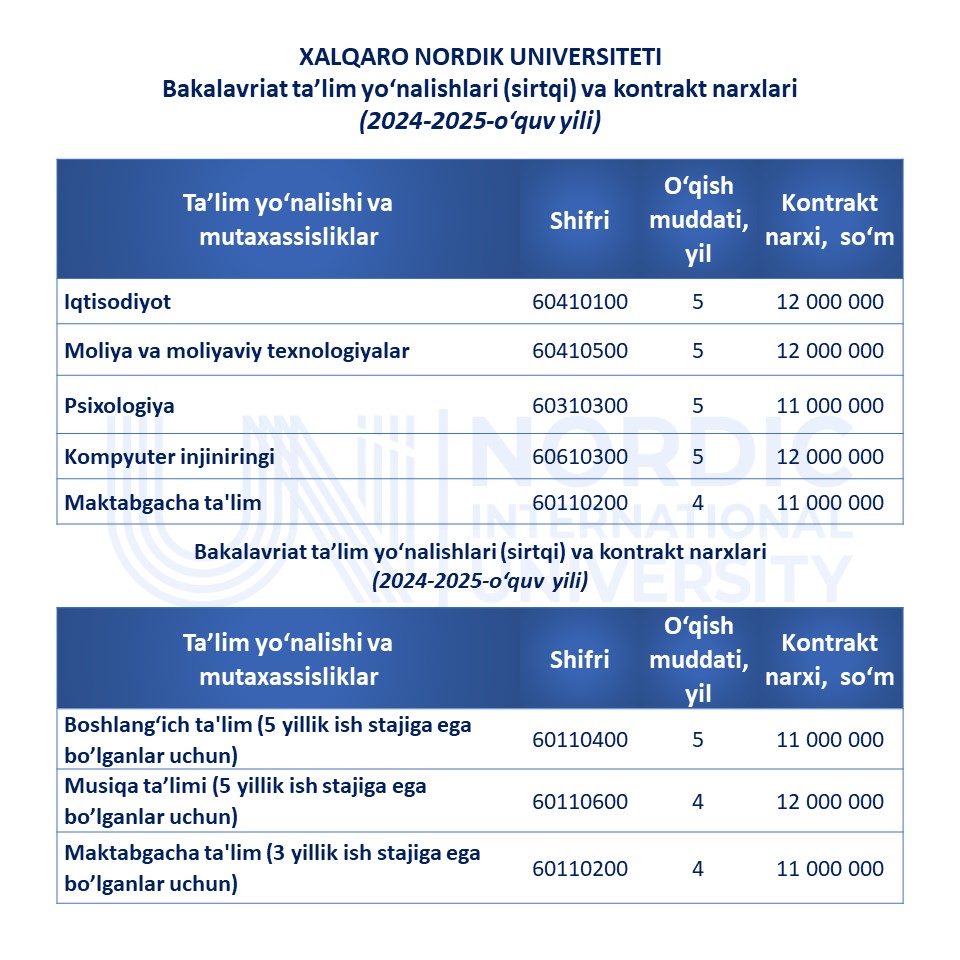 XALQARO NORDIK UNIVERSITETI
Bakalavriat ta’lim yo‘nalishlari (sirtqi) va kontrakt narxlari
(2024-2025-o‘quv yili)
Ta’lim yo‘nalishi va mutaxassisliklar Shifri O‘qish muddati, yil Kontrakt narxi, so‘m
Iqtisodiyot 60410100 5 12 000 000
Moliya va moliyaviy texnologiyalar 60410500 5 12 000 000
Psixologiya 60310300 5 11 000 000
Kompyuter injiniringi 60610300 5 12 000 000
Maktabgacha ta'lim 60110200 4 11 000 000
UNI NORDIC
INTERNATIONAL
UNIVERSITY
Bakalavriat ta’lim yo‘nalishlari (sirtqi) va kontrakt narxlari
(2024-2025-o‘quv yili)
Ta’lim yo‘nalishi va mutaxassisliklar Shifri O‘qish muddati, yil Kontrakt narxi, so‘m
Boshlang‘ich ta'lim (5 yillik ish stajiga ega
bo’lganlar uchun) 60110400 5 11 000 000
Musiqa ta’limi (5 yillik ish stajiga ega
bo’lganlar uchun) 60110600 4 12 000 000
Maktabgacha ta'lim (3 yillik ish stajiga ega
bo’lganlar uchun) 60110200 4 11 000 000